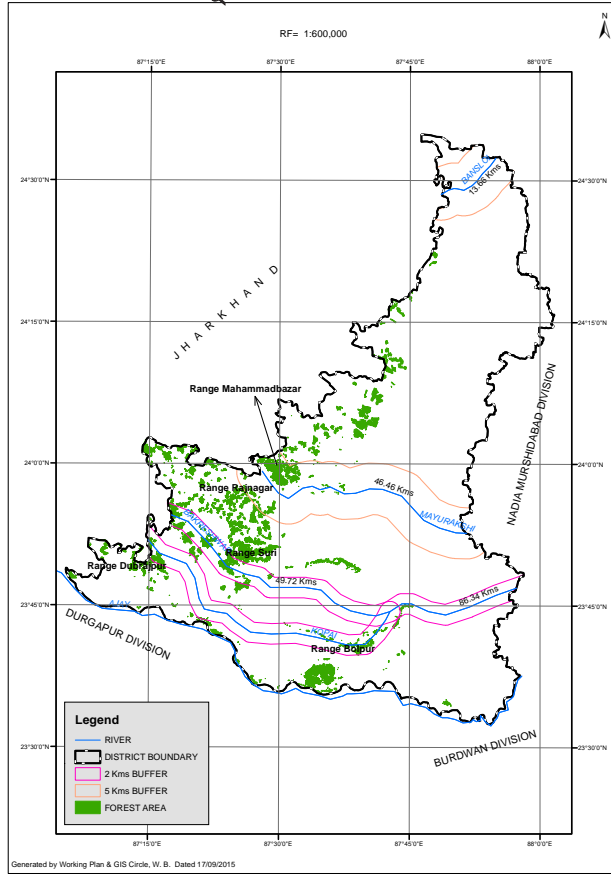 N
RF= 1:600,000
87°15'0"E
87°30'0"E
87°45'0"E
88°0'0"E
24°30'0"N
24°30'0"N
BANSLOI
13.66 Kms
JHARKHAND
24°15'0"N
24°15'0"N
Range Mahammadbazar
NADIA MURSHIDABAD DIVISION
24°0'0"N
24°0'0"N
46.46 Kms
Range Rajnagar
MAYURAKSHI
Range Suri
Range Dubrajpur
49.72 Kms
86.34 Kms
23°45'0"N
23°45'0"N
AJAY
DURGAPUR DIVISION
KOPAI
Range Bolpur
BURDWAN DIVISION
23°30'0"N
23°30'0"N
Legend
RIVER
DISTRICT BOUNDARY
2 Kms BUFFER
5 Kms BUFFER
FOREST AREA
87°15'0"E
87°30'0"E
87°45'0"E
88°0'0"E
Generated by Working Plan & GIS Circle, W. B. Dated 17/09/2015